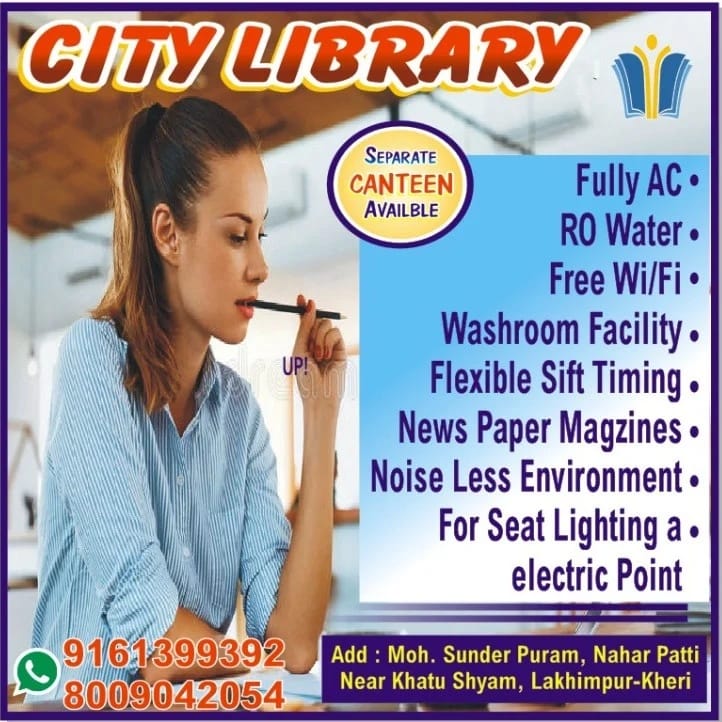 CITY LIBRARY
SEPARATE
CANTEEN
AVAILBLE
Fully AC •
RO Water •
Free Wi/Fi •
Washroom Facility •
Flexible Sift Timing •
News Paper Magzines •
Noise Less Environment •
For Seat Lighting a •
electric Point
UP!
9161399392
8009042054
Add : Moh. Sunder Puram, Nahar Patti
Near Khatu Shyam, Lakhimpur-Kheri